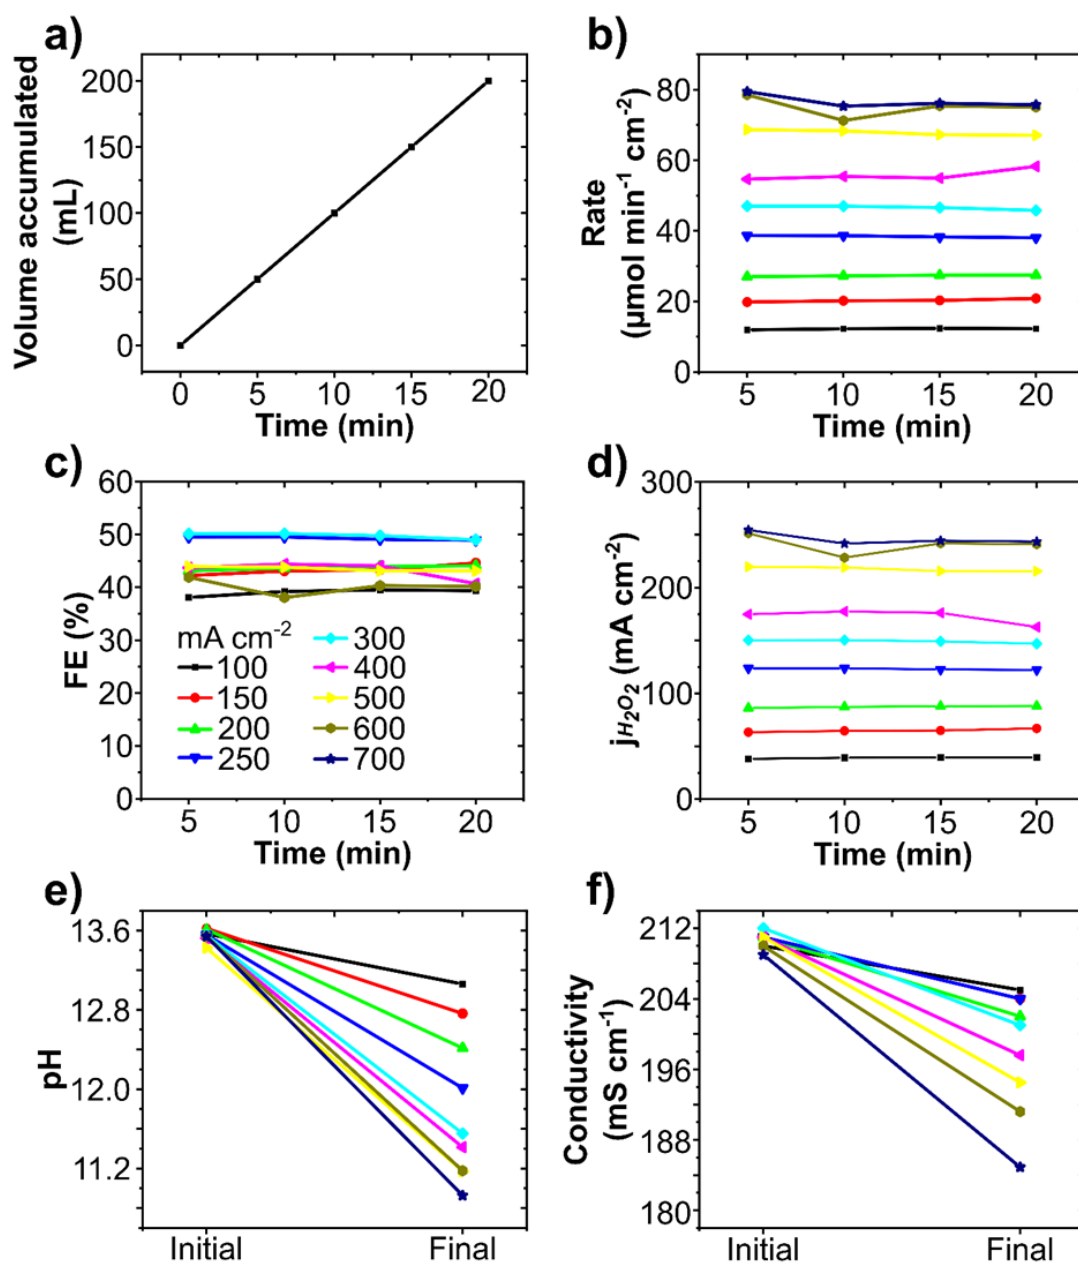 a)
Volume accumulated
(mL)
200
150
100
50
0
0 5 10 15 20
Time (min)
b)
Rate
(µmol min⁻¹ cm⁻²)
80
60
40
20
0
5 10 15 20
Time (min)
c)
FE (%)
60
50
40
30
20
10
0
mA cm⁻²
100
150
200
250
300
400
500
600
700
5 10 15 20
Time (min)
d)
jH₂O₂ (mA cm⁻²)
300
200
100
0
5 10 15 20
Time (min)
e)
pH
13.6
12.8
12.0
11.2
Initial Final
f)
Conductivity
(mS cm⁻¹)
212
204
196
188
180
Initial Final